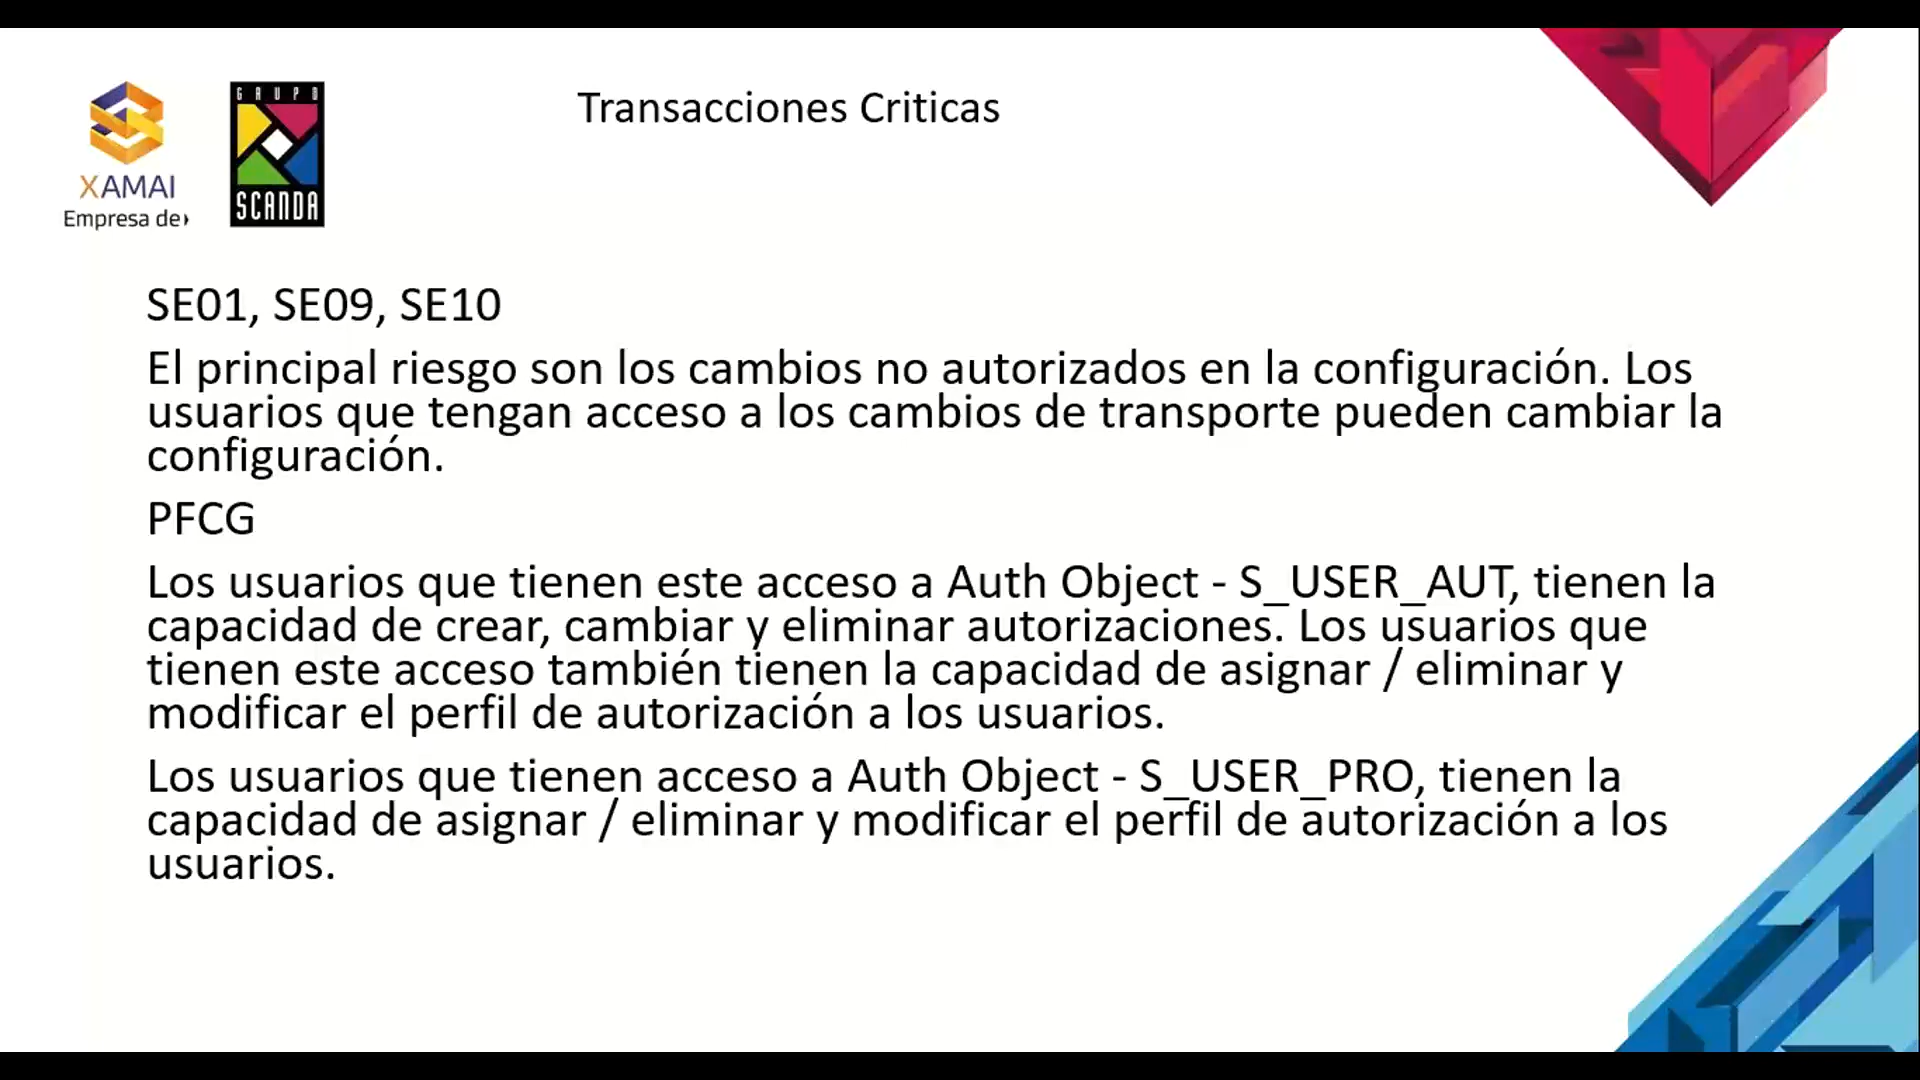 Transacciones Criticas
XAMAI
Empresa de
GRUPO
SCANDA
SE01, SE09, SE10
El principal riesgo son los cambios no autorizados en la configuración. Los
usuarios que tengan acceso a los cambios de transporte pueden cambiar la
configuración.
PFCG
Los usuarios que tienen este acceso a Auth Object - S_USER_AUT, tienen la
capacidad de crear, cambiar y eliminar autorizaciones. Los usuarios que
tienen este acceso también tienen la capacidad de asignar / eliminar y
modificar el perfil de autorización a los usuarios.
Los usuarios que tienen acceso a Auth Object - S_USER_PRO, tienen la
capacidad de asignar / eliminar y modificar el perfil de autorización a los
usuarios.